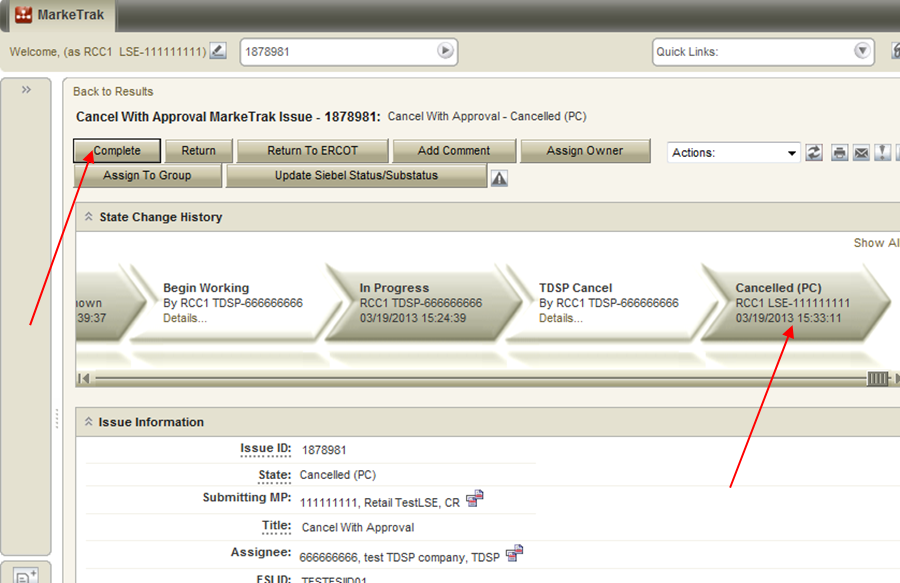 MarkeTrak
Welcome, (as RCC1 LSE-111111111)
1878981
Quick Links:
Back to Results
Cancel With Approval MarkeTrak Issue - 1878981: Cancel With Approval - Cancelled (PC)
Complete
Return
Return To ERCOT
Add Comment
Assign Owner
Actions:
Assign To Group
Update Siebel Status/Substatus
State Change History
Show Al
39:37
Begin Working
By RCC1 TDSP-666666666
Details...
In Progress
RCC1 TDSP-666666666
03/19/2013 15:24:39
TDSP Cancel
By RCC1 TDSP-666666666
Details...
Cancelled (PC)
RCC1 LSE-111111111
03/19/2013 15:33:11
Issue Information
Issue ID: 1878981
State: Cancelled (PC)
Submitting MP: 111111111, Retail TestLSE, CR
Title: Cancel With Approval
Assignee: 666666666, test TDSP company, TDSP
ESIID: